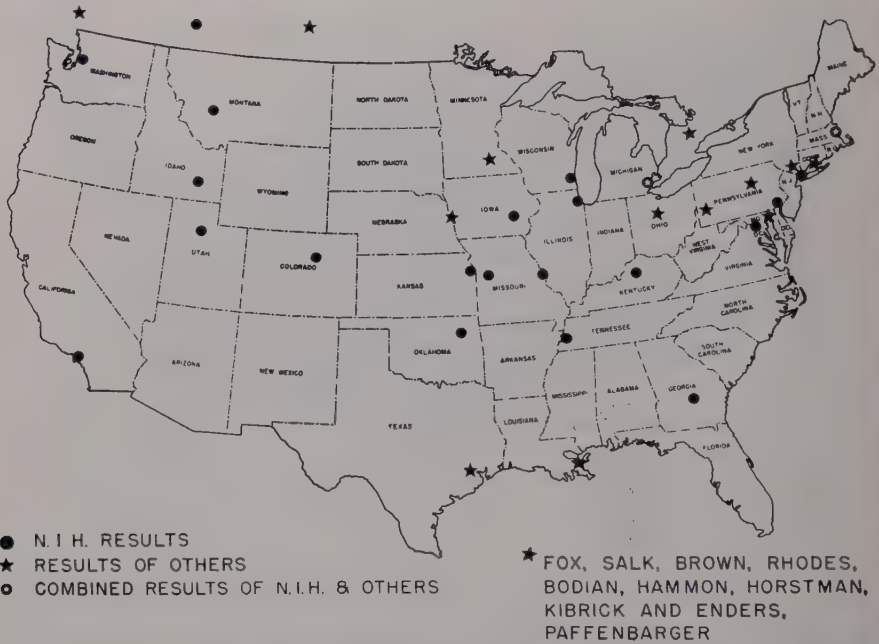 WASHINGTON
MONTANA
NORTH DAKOTA
MINNESOTA
MAINE
OREGON
IDAHO
SOUTH DAKOTA
WISCONSIN
MICHIGAN
NEW YORK
VT
N H
MASS
WYOMING
NEBRASKA
IOWA
PENNSYLVANIA
N J
NEVADA
UTAH
COLORADO
ILLINOIS
INDIANA
OHIO
WEST VIRGINIA
VIRGINIA
CALIFORNIA
KANSAS
MISSOURI
KENTUCKY
NORTH CAROLINA
ARIZONA
NEW MEXICO
OKLAHOMA
ARKANSAS
TENNESSEE
SOUTH CAROLINA
TEXAS
LOUISIANA
MISSISSIPPI
ALABAMA
GEORGIA
FLORIDA
N. I H. RESULTS
RESULTS OF OTHERS
COMBINED RESULTS OF N.I.H. & OTHERS
FOX, SALK, BROWN, RHODES,
BODIAN, HAMMON, HORSTMAN,
KIBRICK AND ENDERS,
PAFFENBARGER